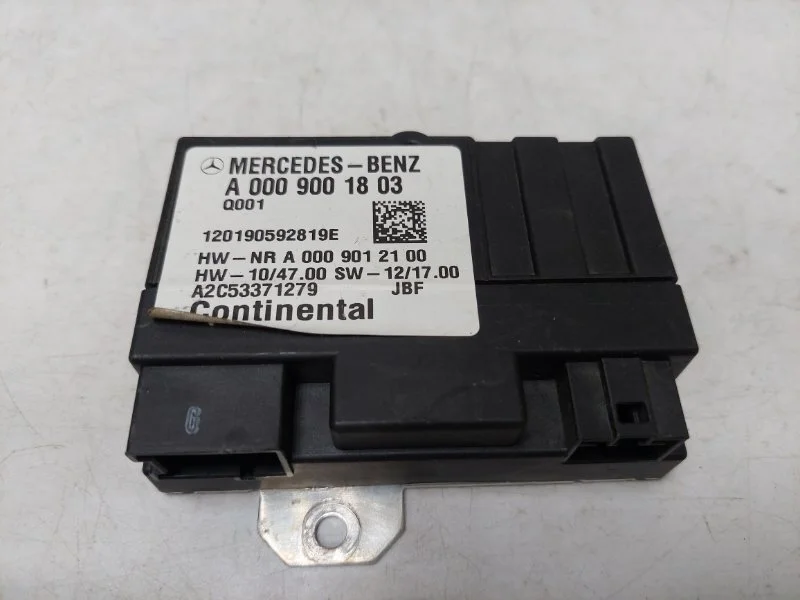 MERCEDES-BENZ
A 000 900 18 03
Q001
120190592819E
HW-NR A 000 901 21 00
HW-10/47.00 SW-12/17.00
A2C53371279 JBF
Continental